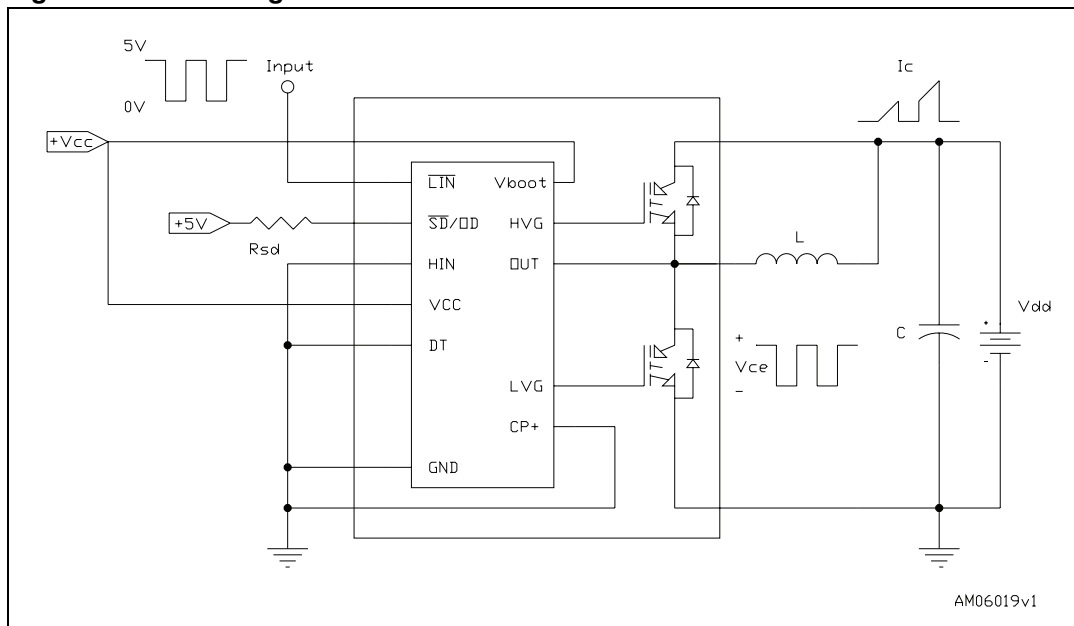 5V
Input
Ic
0V
+Vcc
LIN
Vboot
+5V
SD/OD
HVG
Rsd
L
HIN
OUT
VCC
Vdd
C
DT
+
Vce
-
+
-
LVG
CP+
GND
AM06019v1